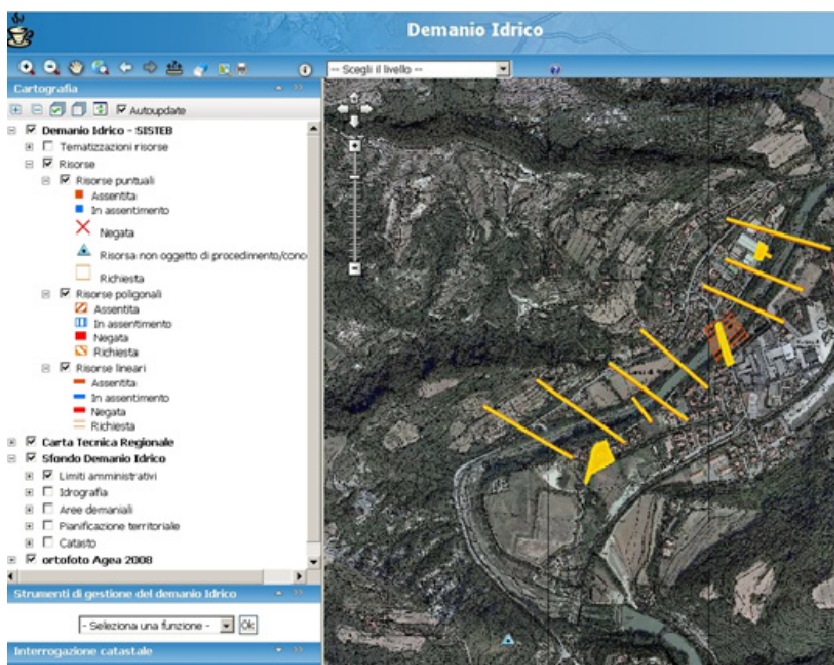 Demanio Idrico
-- Scegli il livello --
Cartografia
Autoupdate
Demanio Idrico - SISTEB
Tematizzazioni risorse
Risorse
Risorse puntuali
Assentita
In assentimento
Negata
Risorsa non oggetto di procedimento/conc
Richiesta
Risorse poligonali
Assentita
In assentimento
Negata
Richiesta
Risorse lineari
Assentita
In assentimento
Negata
Richiesta
Carta Tecnica Regionale
Sfondo Demanio Idrico
Limiti amministrativi
Idrografia
Aree demaniali
Pianificazione territoriale
Catasto
ortofoto Agea 2008
Strumenti di gestione del demanio Idrico
- Seleziona una funzione -
Ok
Interrogazione catastale